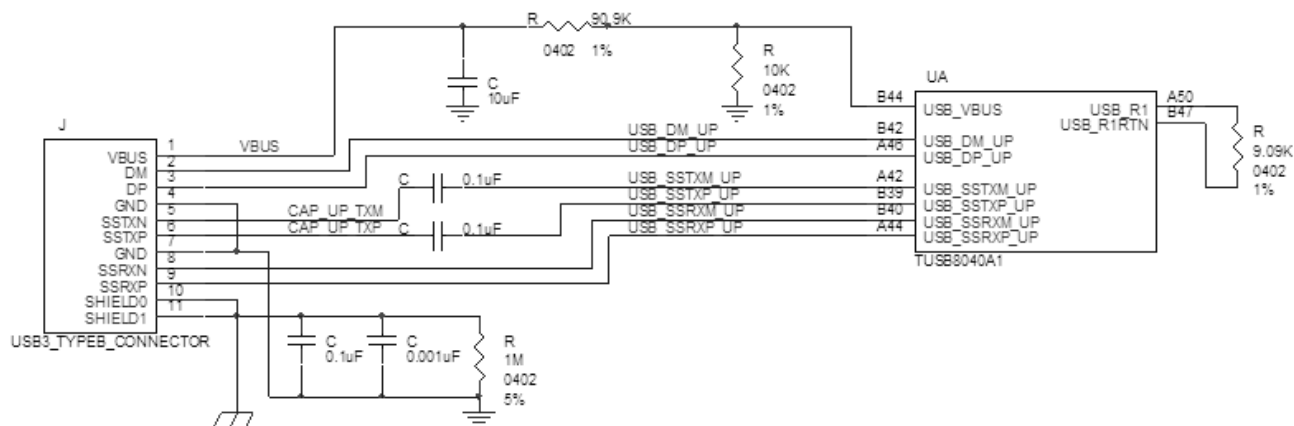 R 90.9K
0402 1%
C
10uF
R
10K
0402
1%
UA
B44 USB_VBUS USB_R1 A50
USB_R1RTN B47
R
9.09K
0402
1%
J
VBUS 1 VBUS
DM 2
DP 3
GND 4
SSTXN 5 CAP_UP_TXM
SSTXP 6 CAP_UP_TXP
GND 7
SSRXN 8
SSRXP 9
SHIELD0 10
SHIELD1 11
USB3_TYPEB_CONNECTOR
C 0.1uF
C 0.1uF
USB_DM_UP B42 USB_DM_UP
USB_DP_UP A46 USB_DP_UP
USB_SSTXM_UP A42 USB_SSTXM_UP
USB_SSTXP_UP B39 USB_SSTXP_UP
USB_SSRXM_UP B40 USB_SSRXM_UP
USB_SSRXP_UP A44 USB_SSRXP_UP
TUSB8040A1
C
0.1uF
C
0.001uF
R
1M
0402
5%